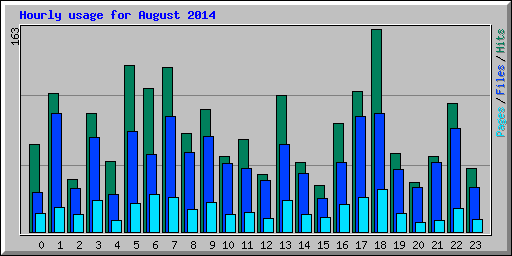 Hourly usage for August 2014
163
Pages/Files/Hits
0 1 2 3 4 5 6 7 8 9 10 11 12 13 14 15 16 17 18 19 20 21 22 23